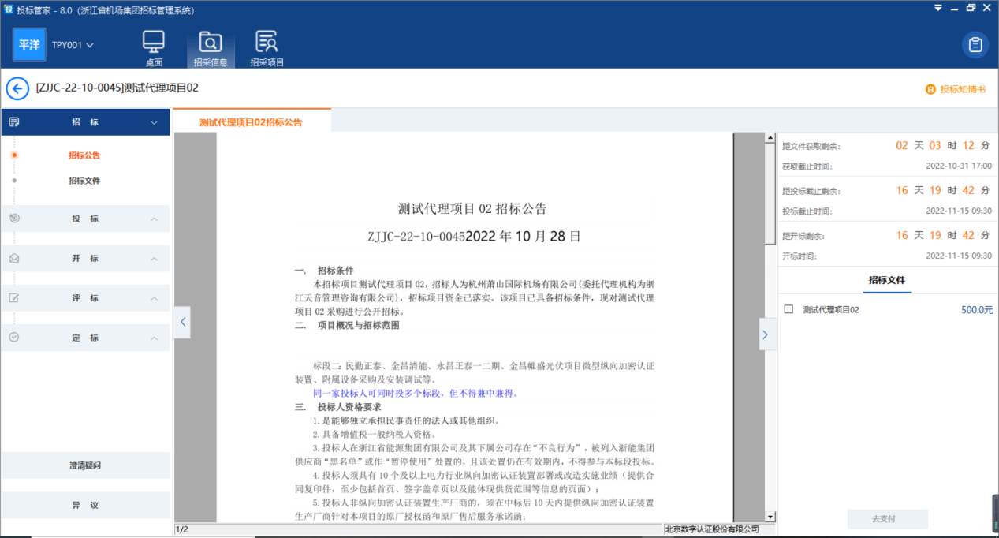 投标管家 - 8.0（浙江省机场集团招标管理系统）
平洋
TPY001
桌面
招采信息
招采项目
[ZJJC-22-10-0045]测试代理项目02
投标知情书
招 标
招标公告
招标文件
投 标
开 标
评 标
定 标
澄清疑问
异 议
测试代理项目02招标公告
测试代理项目 02 招标公告
ZJJC-22-10-00452022 年 10 月 28 日
一. 招标条件
本招标项目测试代理项目 02，招标人为杭州萧山国际机场有限公司(委托代理机构为浙
江天音管理咨询有限公司)，招标项目资金已落实。该项目已具备招标条件，现对测试代理
项目 02 采购进行公开招标。
二. 项目概况与招标范围
标段二：民勤正泰、金昌清能、永昌正泰一二期、金昌帷盛光伏项目微型纵向加密认证
装置、附属设备采购及安装调试等。
同一家投标人可同时投多个标段，但不得兼中兼得。
三. 投标人资格要求
1.是能够独立承担民事责任的法人或其他组织。
2.具备增值税一般纳税人资格。
3.投标人在浙江省能源集团有限公司及其下属公司存在“不良行为”，被列入浙能集团
供应商“黑名单”或作“暂停使用”处置的，且该处置仍在有效期内，不得参与本标段投标。
4.投标人须具有 10 个及以上电力行业纵向加密认证装置部署或改造实施业绩（提供合
同复印件，至少包括首页、签字盖章页以及能体现供货范围等信息的页面）；
5.投标人非纵向加密认证装置生产厂商的，须在中标后 10 天内提供纵向加密认证装置
生产厂商针对本项目的原厂授权函和原厂售后服务承诺函；
1/2
北京数字认证股份有限公司
距文件获取剩余: 02 天 03 时 12 分
获取截止时间: 2022-10-31 17:00
距投标截止剩余: 16 天 19 时 42 分
投标截止时间: 2022-11-15 09:30
距开标剩余: 16 天 19 时 42 分
开标时间: 2022-11-15 09:30
招标文件
测试代理项目02 500.0元
去支付